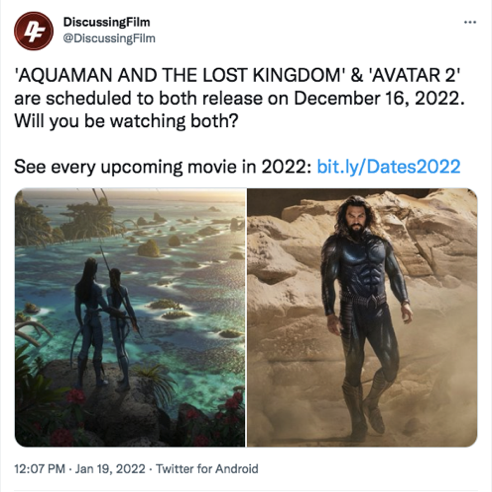 DiscussingFilm
@DiscussingFilm
'AQUAMAN AND THE LOST KINGDOM' & 'AVATAR 2'
are scheduled to both release on December 16, 2022.
Will you be watching both?
See every upcoming movie in 2022: bit.ly/Dates2022
12:07 PM · Jan 19, 2022 · Twitter for Android